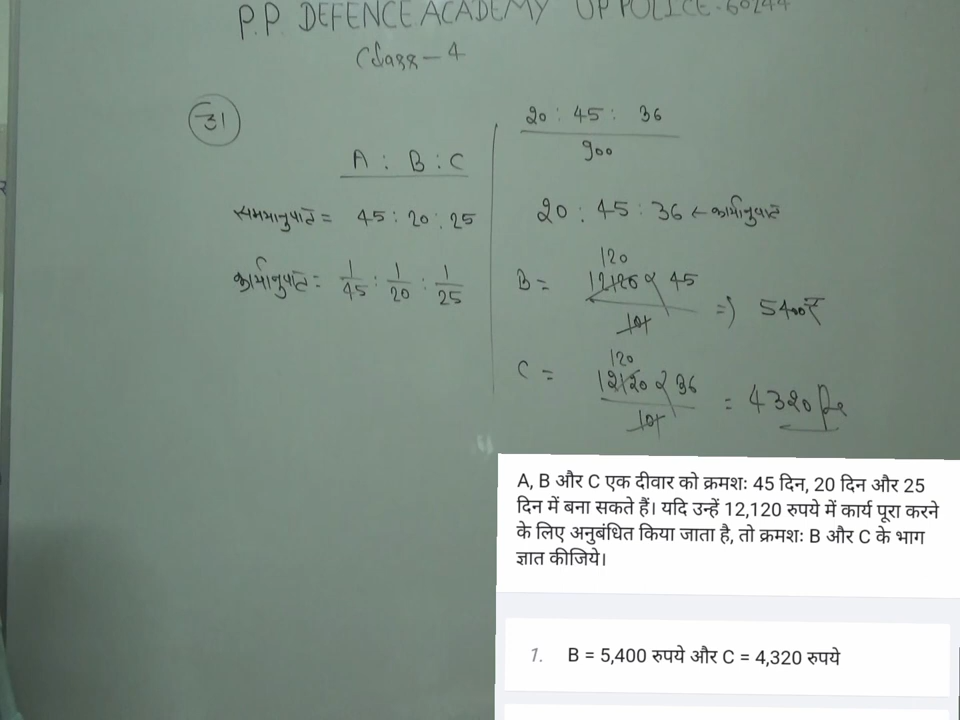 P.P. DEFENCE ACADEMY UP POLICE - 60244
Class - 4
31
A : B : C
समयानुपात = 45 : 20 : 25
कार्यानुपात = 1/45 : 1/20 : 1/25
20 : 45 : 36
900
20 : 45 : 36 ← कार्यानुपात
120
B = 12120 × 45 / 101 => 5400₹
120
C = 12120 × 36 / 101 = 4320
A, B और C एक दीवार को क्रमशः 45 दिन, 20 दिन और 25
दिन में बना सकते हैं। यदि उन्हें 12,120 रुपये में कार्य पूरा करने
के लिए अनुबंधित किया जाता है, तो क्रमशः B और C के भाग
ज्ञात कीजिये।
1. B = 5,400 रुपये और C = 4,320 रुपये